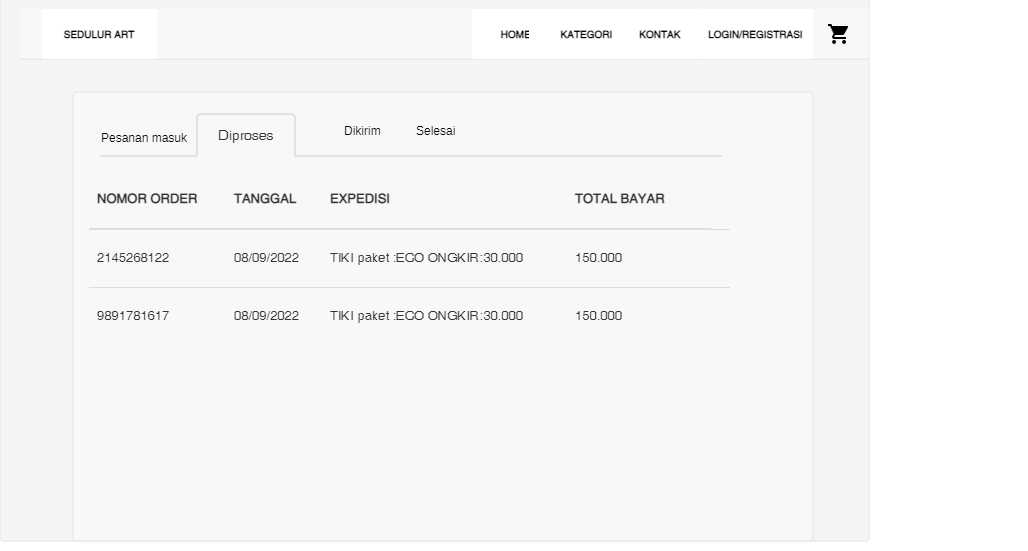 SEDULUR ART HOME KATEGORI KONTAK LOGIN/REGISTRASI
Pesanan masuk Diproses Dikirim Selesai
NOMOR ORDER TANGGAL EXPEDISI TOTAL BAYAR
2145268122 08/09/2022 TIKI paket :ECO ONGKIR:30.000 150.000
9891781617 08/09/2022 TIKI paket :ECO ONGKIR:30.000 150.000